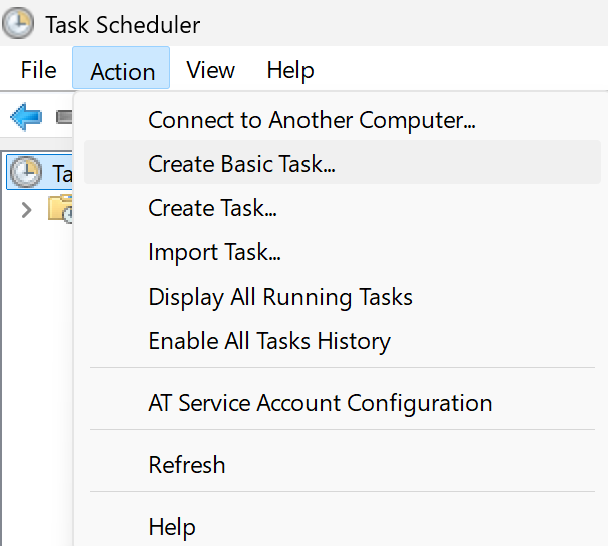 Task Scheduler
File Action View Help
Connect to Another Computer...
Ta
Create Basic Task...
Create Task...
Import Task...
Display All Running Tasks
Enable All Tasks History
AT Service Account Configuration
Refresh
Help